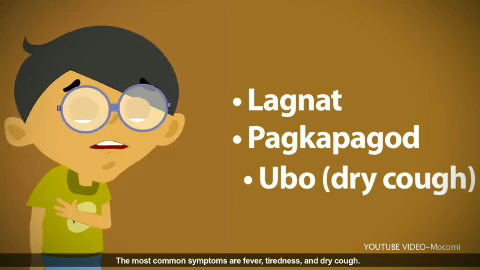 • Lagnat
• Pagkapagod
• Ubo (dry cough)
YOUTUBE VIDEO–Mocomi
The most common symptoms are fever, tiredness, and dry cough.